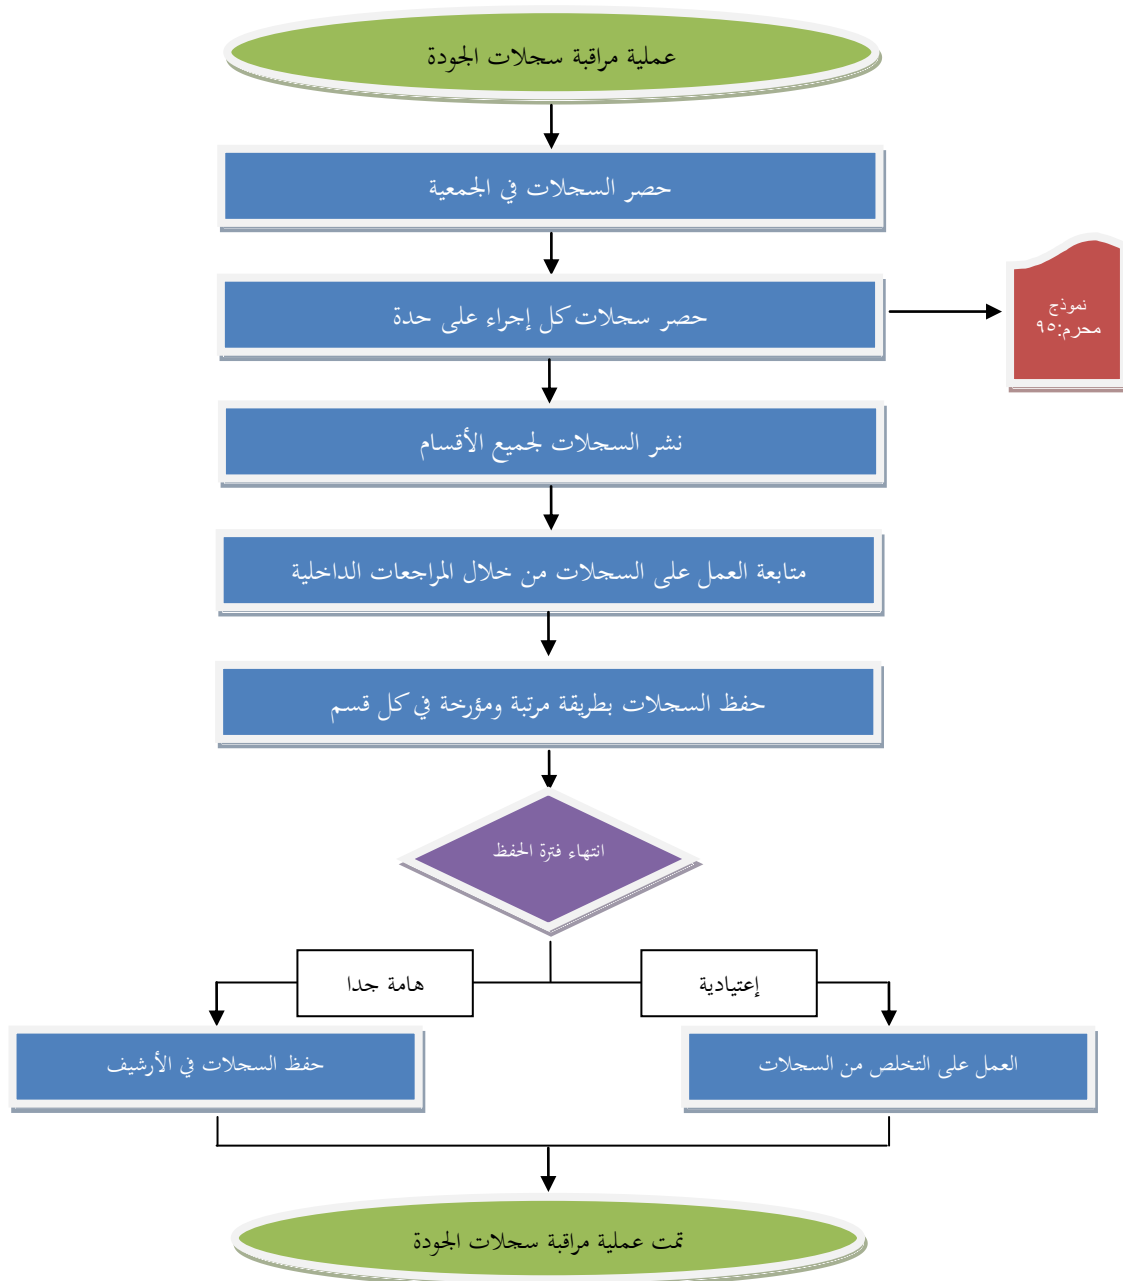 عملية مراقبة سجلات الجودة
حصر السجلات في الجمعية
حصر سجلات كل إجراء على حدة
نموذج
محرم:٩٥
نشر السجلات لجميع الأقسام
متابعة العمل على السجلات من خلال المراجعات الداخلية
حفظ السجلات بطريقة مرتبة ومؤرخة في كل قسم
انتهاء فترة الحفظ
إعتيادية
هامة جدا
العمل على التخلص من السجلات
حفظ السجلات في الأرشيف
تمت عملية مراقبة سجلات الجودة